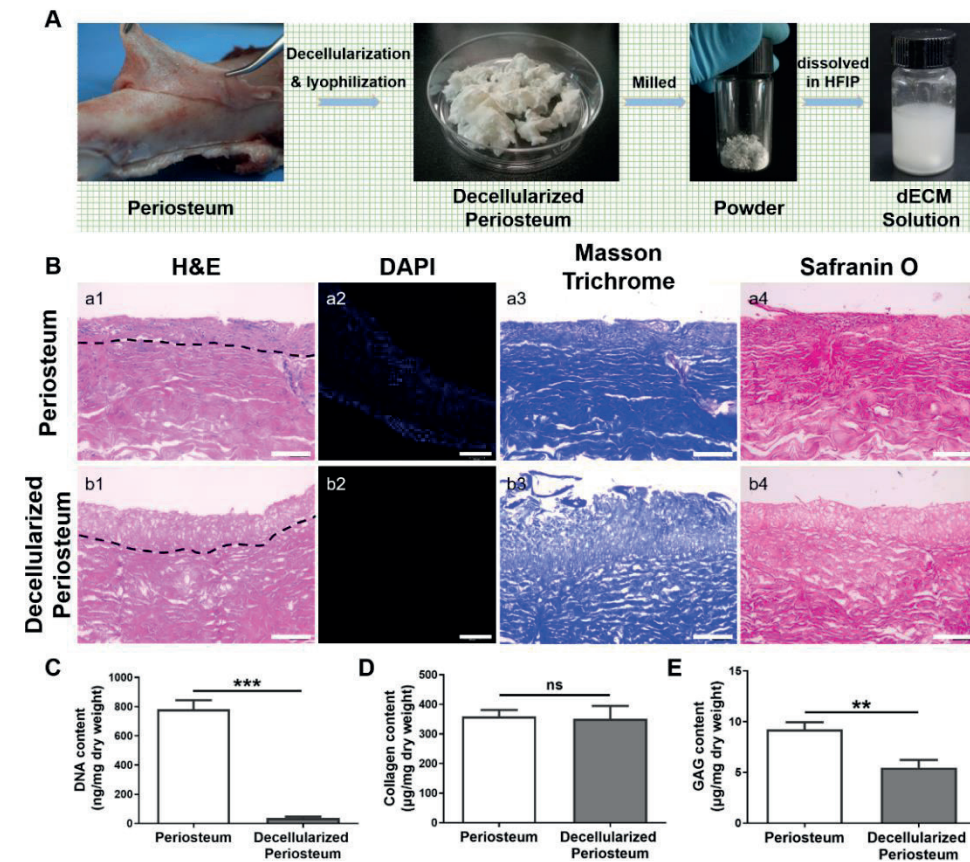 A
Decellularization
& lyophilization
Milled
dissolved
in HFIP
Periosteum
Decellularized
Periosteum
Powder
dECM
Solution
B
H&E
DAPI
Masson
Trichrome
Safranin O
Periosteum
a1
a2
a3
a4
Decellularized
Periosteum
b1
b2
b3
b4
C
DNA content
(ng/mg dry weight)
1000
800
600
400
200
0
***
Periosteum
Decellularized
Periosteum
D
Collagen content
(μg/mg dry weight)
500
400
300
200
100
0
ns
Periosteum
Decellularized
Periosteum
E
GAG content
(μg/mg dry weight)
15
10
5
0
**
Periosteum
Decellularized
Periosteum